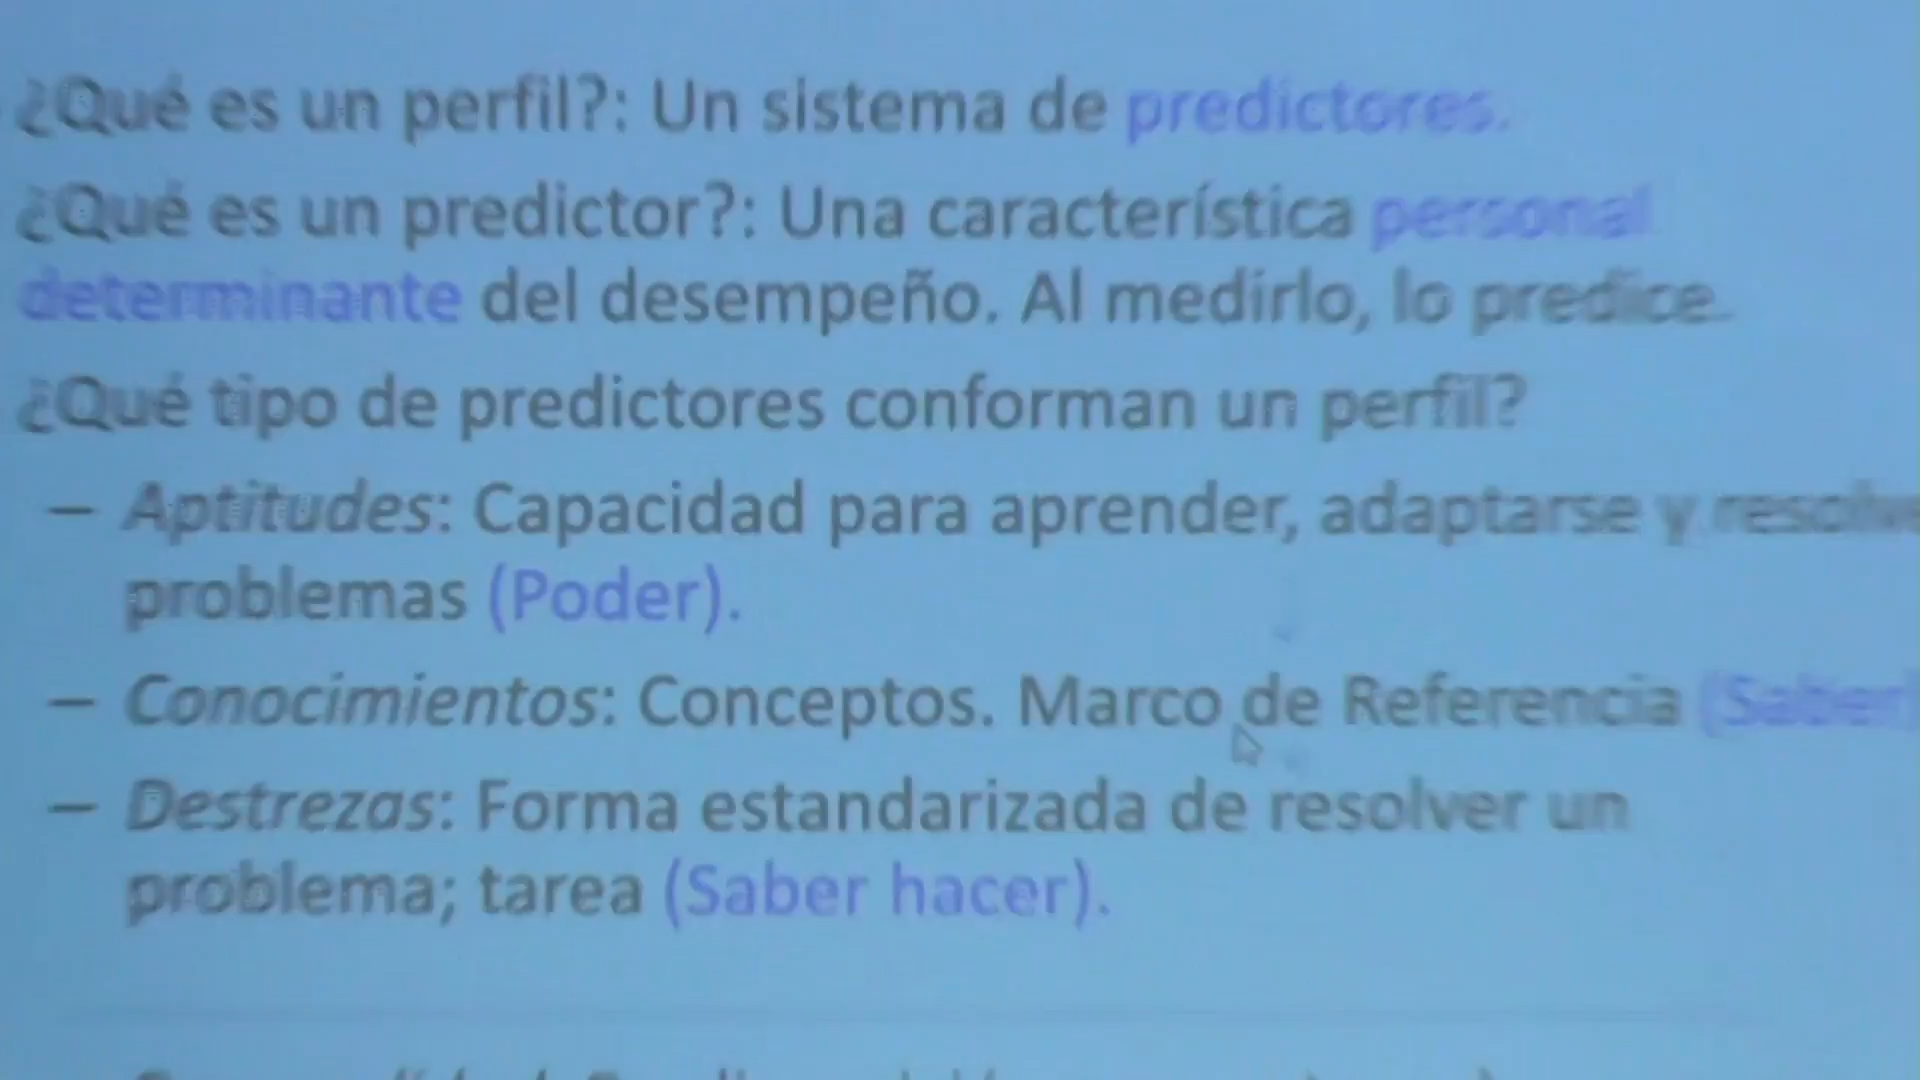 ¿Qué es un perfil?: Un sistema de predictores.
¿Qué es un predictor?: Una característica personal
determinante del desempeño. Al medirlo, lo predice.
¿Qué tipo de predictores conforman un perfil?
– Aptitudes: Capacidad para aprender, adaptarse y resolve
problemas (Poder).
– Conocimientos: Conceptos. Marco de Referencia (Saber)
– Destrezas: Forma estandarizada de resolver un
problema; tarea (Saber hacer).